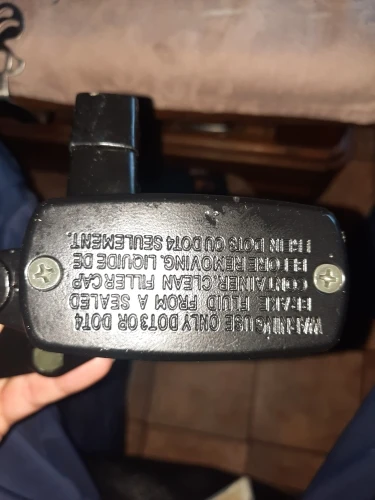 WARNING USE ONLY DOT3 OR DOT4
BRAKE FLUID FROM A SEALED
CONTAINER. CLEAN FILLER CAP
BEFORE REMOVING. LIQUIDE DE
FREIN DOT3 OU DOT4 SEULEMENT.